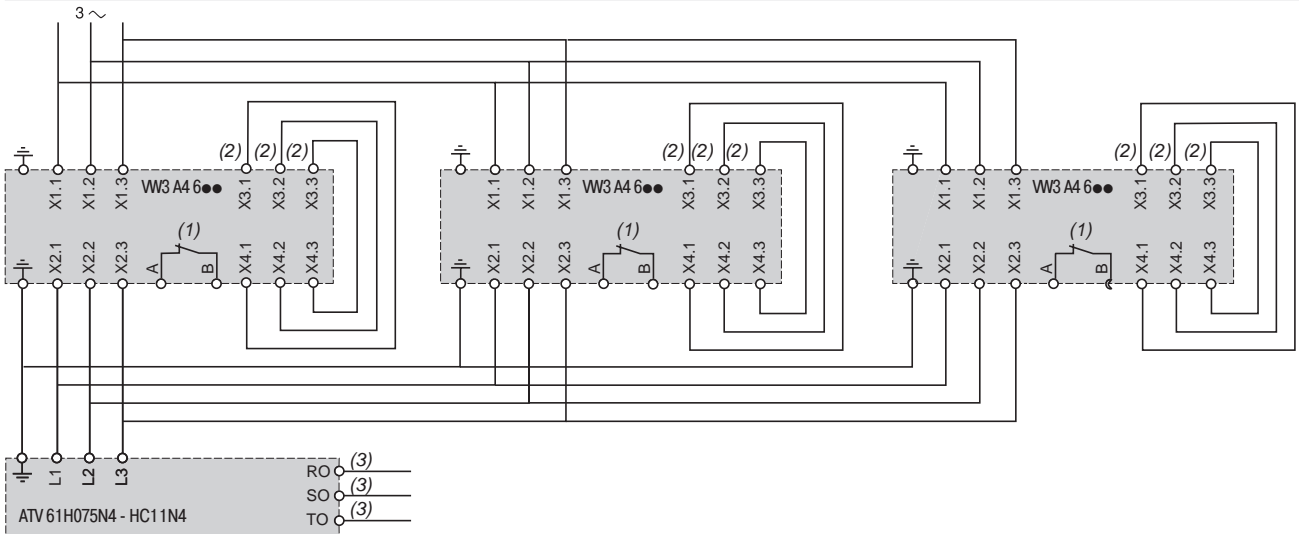 3 ~
(2) (2) (2)
X1.1 X1.2 X1.3 VW3 A4 6●● X3.1 X3.2 X3.3
(1)
X2.1 X2.2 X2.3 A B X4.1 X4.2 X4.3
(2) (2) (2)
X1.1 X1.2 X1.3 VW3 A4 6●● X3.1 X3.2 X3.3
(1)
X2.1 X2.2 X2.3 A B X4.1 X4.2 X4.3
(2) (2) (2)
X1.1 X1.2 X1.3 VW3 A4 6●● X3.1 X3.2 X3.3
(1)
X2.1 X2.2 X2.3 A B X4.1 X4.2 X4.3
L1 L2 L3
RO (3)
SO (3)
TO (3)
ATV 61H075N4 - HC11N4